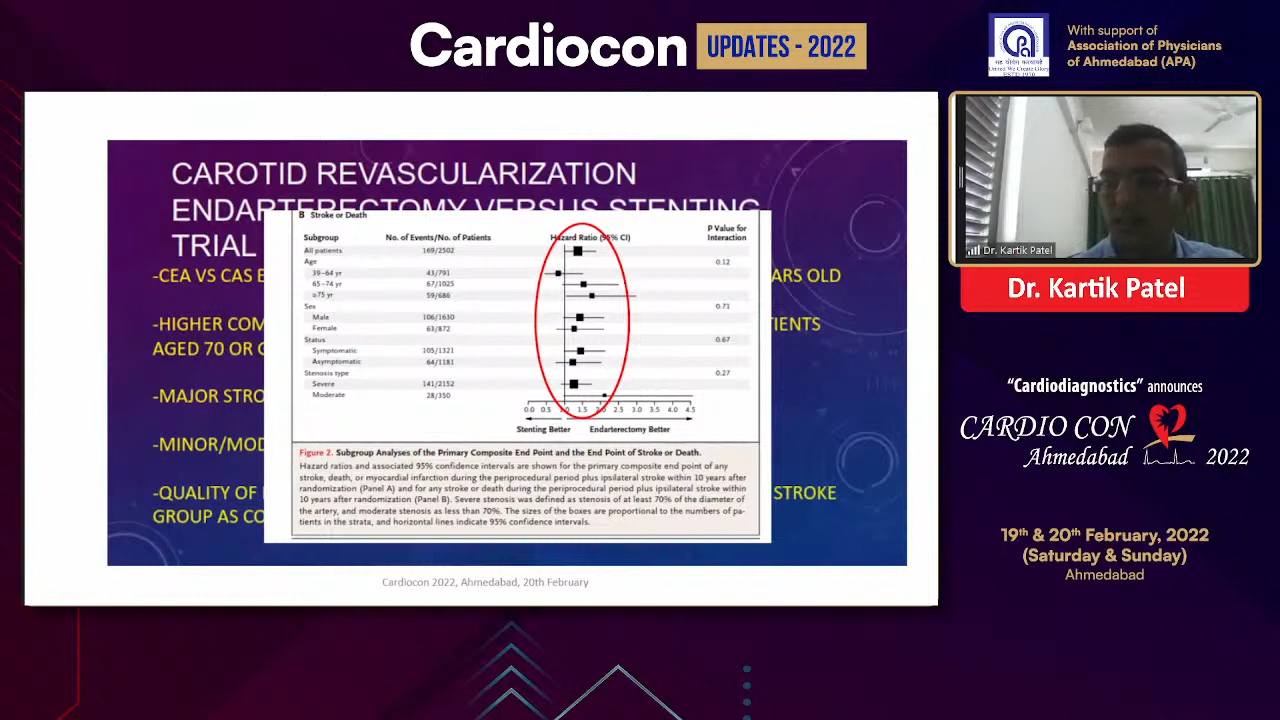 Cardiocon UPDATES - 2022
With support of
Association of Physicians
of Ahmedabad (APA)
United We Create Glory
ESTD 1970
CAROTID REVASCULARIZATION
ENDARTERECTOMY VERSUS STENTING
TRIAL
-CEA VS CAS
ARS OLD
-HIGHER COM
TIENTS
AGED 70 OR
-MAJOR STRO
-MINOR/MOD
-QUALITY OF
STROKE
GROUP AS CO
B Stroke or Death
Subgroup No. of Events/No. of Patients Hazard Ratio (95% CI) P Value for Interaction
All patients 169/2502
Age 0.12
39–64 yr 43/791
65–74 yr 67/1025
≥75 yr 59/686
Sex 0.71
Male 106/1630
Female 63/872
Status 0.67
Symptomatic 105/1321
Asymptomatic 64/1181
Stenosis type 0.27
Severe 141/2152
Moderate 28/350
0.0 0.5 1.0 1.5 2.0 2.5 3.0 3.5 4.0 4.5
Stenting Better Endarterectomy Better
Figure 2. Subgroup Analyses of the Primary Composite End Point and the End Point of Stroke or Death.
Hazard ratios and associated 95% confidence intervals are shown for the primary composite end point of any
stroke, death, or myocardial infarction during the periprocedural period plus ipsilateral stroke within 10 years after
randomization (Panel A) and for any stroke or death during the periprocedural period plus ipsilateral stroke within
10 years after randomization (Panel B). Severe stenosis was defined as stenosis of at least 70% of the diameter of
the artery, and moderate stenosis as less than 70%. The sizes of the boxes are proportional to the numbers of pa-
tients in the strata, and horizontal lines indicate 95% confidence intervals.
Cardiocon 2022, Ahmedabad, 20th February
Dr. Kartik Patel
Dr. Kartik Patel
“Cardiodiagnostics” announces
CARDIO CON
Ahmedabad 2022
19th & 20th February, 2022
(Saturday & Sunday)
Ahmedabad